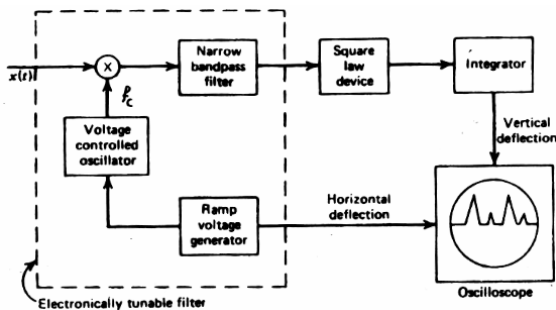 x(t)
X
Narrow
bandpass
filter
Square
law
device
Integrator
f_c
Voltage
controlled
oscillator
Vertical
deflection
Ramp
voltage
generator
Horizontal
deflection
Oscilloscope
Electronically tunable filter